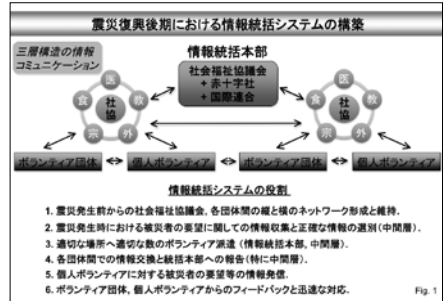 震災復興後期における情報統括システムの構築
三層構造の情報
コミュニケーション
情報統括本部
社会福祉協議会
+ 赤十字社
+ 国際連合
医
食 教
社協
宗 外
医
食 教
社協
宗 外
ボランティア団体 個人ボランティア ボランティア団体 個人ボランティア
情報統括システムの役割
1. 震災発生前からの社会福祉協議会, 各団体間の縦と横のネットワーク形成と維持.
2. 震災発生時における被災者の要望に関しての情報収集と正確な情報の選別(中間層).
3. 適切な場所へ適切な数のボランティア派遣 (情報統括本部, 中間層).
4. 各団体間での情報交換と統括本部への報告(特に中間層).
5. 個人ボランティアに対する被災者の要望等の情報発信.
6. ボランティア団体, 個人ボランティアからのフィードバックと迅速な対応.
Fig. 1